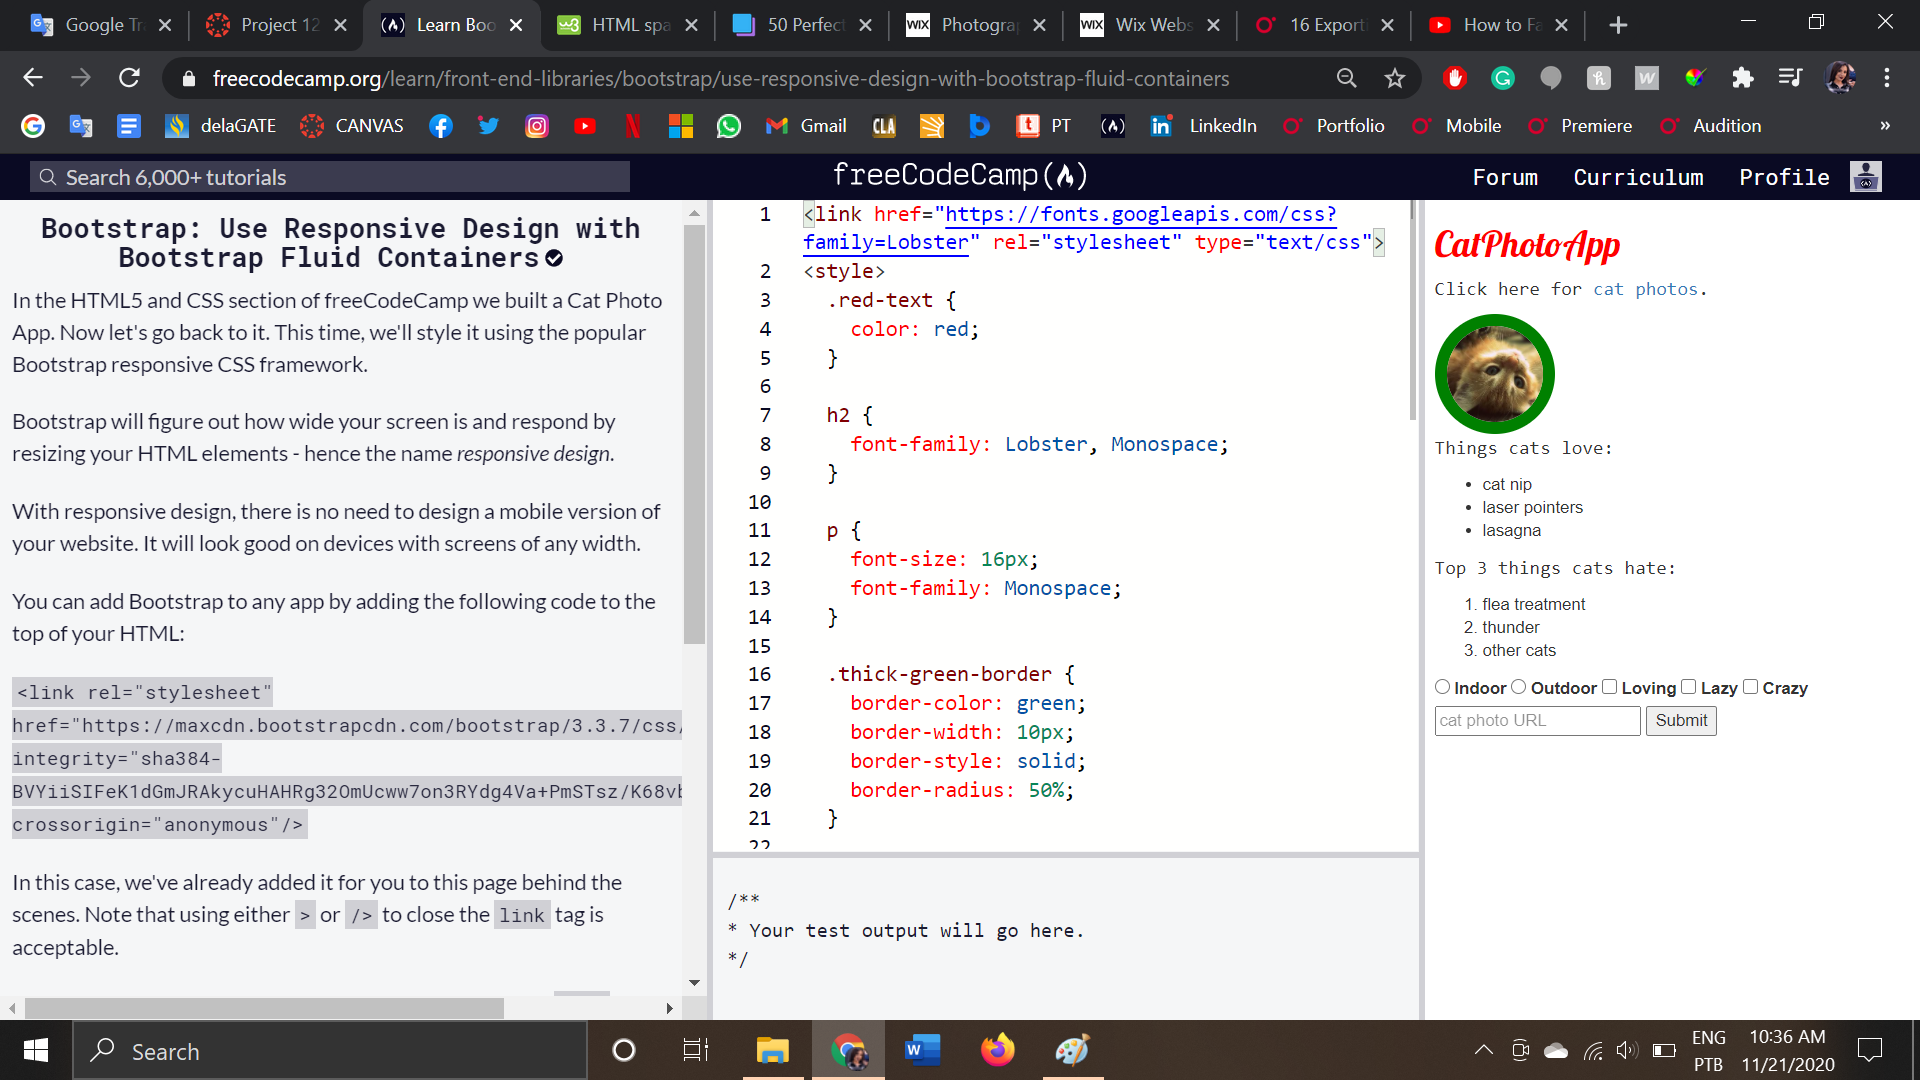 Google Tr
Project 12
Learn Boo
HTML spa
50 Perfect
WIX
Photogra
WIX
Wix Webs
16 Export
How to Fa
freecodecamp.org/learn/front-end-libraries/bootstrap/use-responsive-design-with-bootstrap-fluid-containers
delaGATE
CANVAS
Gmail
CLA
PT
LinkedIn
Portfolio
Mobile
Premiere
Audition
»
Search 6,000+ tutorials
freeCodeCamp
Forum
Curriculum
Profile
Bootstrap: Use Responsive Design with
Bootstrap Fluid Containers
In the HTML5 and CSS section of freeCodeCamp we built a Cat Photo
App. Now let's go back to it. This time, we'll style it using the popular
Bootstrap responsive CSS framework.
Bootstrap will figure out how wide your screen is and respond by
resizing your HTML elements - hence the name responsive design.
With responsive design, there is no need to design a mobile version of
your website. It will look good on devices with screens of any width.
You can add Bootstrap to any app by adding the following code to the
top of your HTML:
<link rel="stylesheet"
href="https://maxcdn.bootstrapcdn.com/bootstrap/3.3.7/css/
integrity="sha384-
BVYiiSIFeK1dGmJRAkycuHAHRg32OmUcww7on3RYdg4Va+PmSTsz/K68vb
crossorigin="anonymous"/>
In this case, we've already added it for you to this page behind the
scenes. Note that using either > or /> to close the link tag is
acceptable.
1 <link href="https://fonts.googleapis.com/css?
family=Lobster" rel="stylesheet" type="text/css">
2 <style>
3 .red-text {
4 color: red;
5 }
6
7 h2 {
8 font-family: Lobster, Monospace;
9 }
10
11 p {
12 font-size: 16px;
13 font-family: Monospace;
14 }
15
16 .thick-green-border {
17 border-color: green;
18 border-width: 10px;
19 border-style: solid;
20 border-radius: 50%;
21 }
22
/**
* Your test output will go here.
*/
CatPhotoApp
Click here for cat photos.
Things cats love:
• cat nip
• laser pointers
• lasagna
Top 3 things cats hate:
1. flea treatment
2. thunder
3. other cats
Indoor Outdoor Loving Lazy Crazy
cat photo URL Submit
Search
ENG
PTB
10:36 AM
11/21/2020